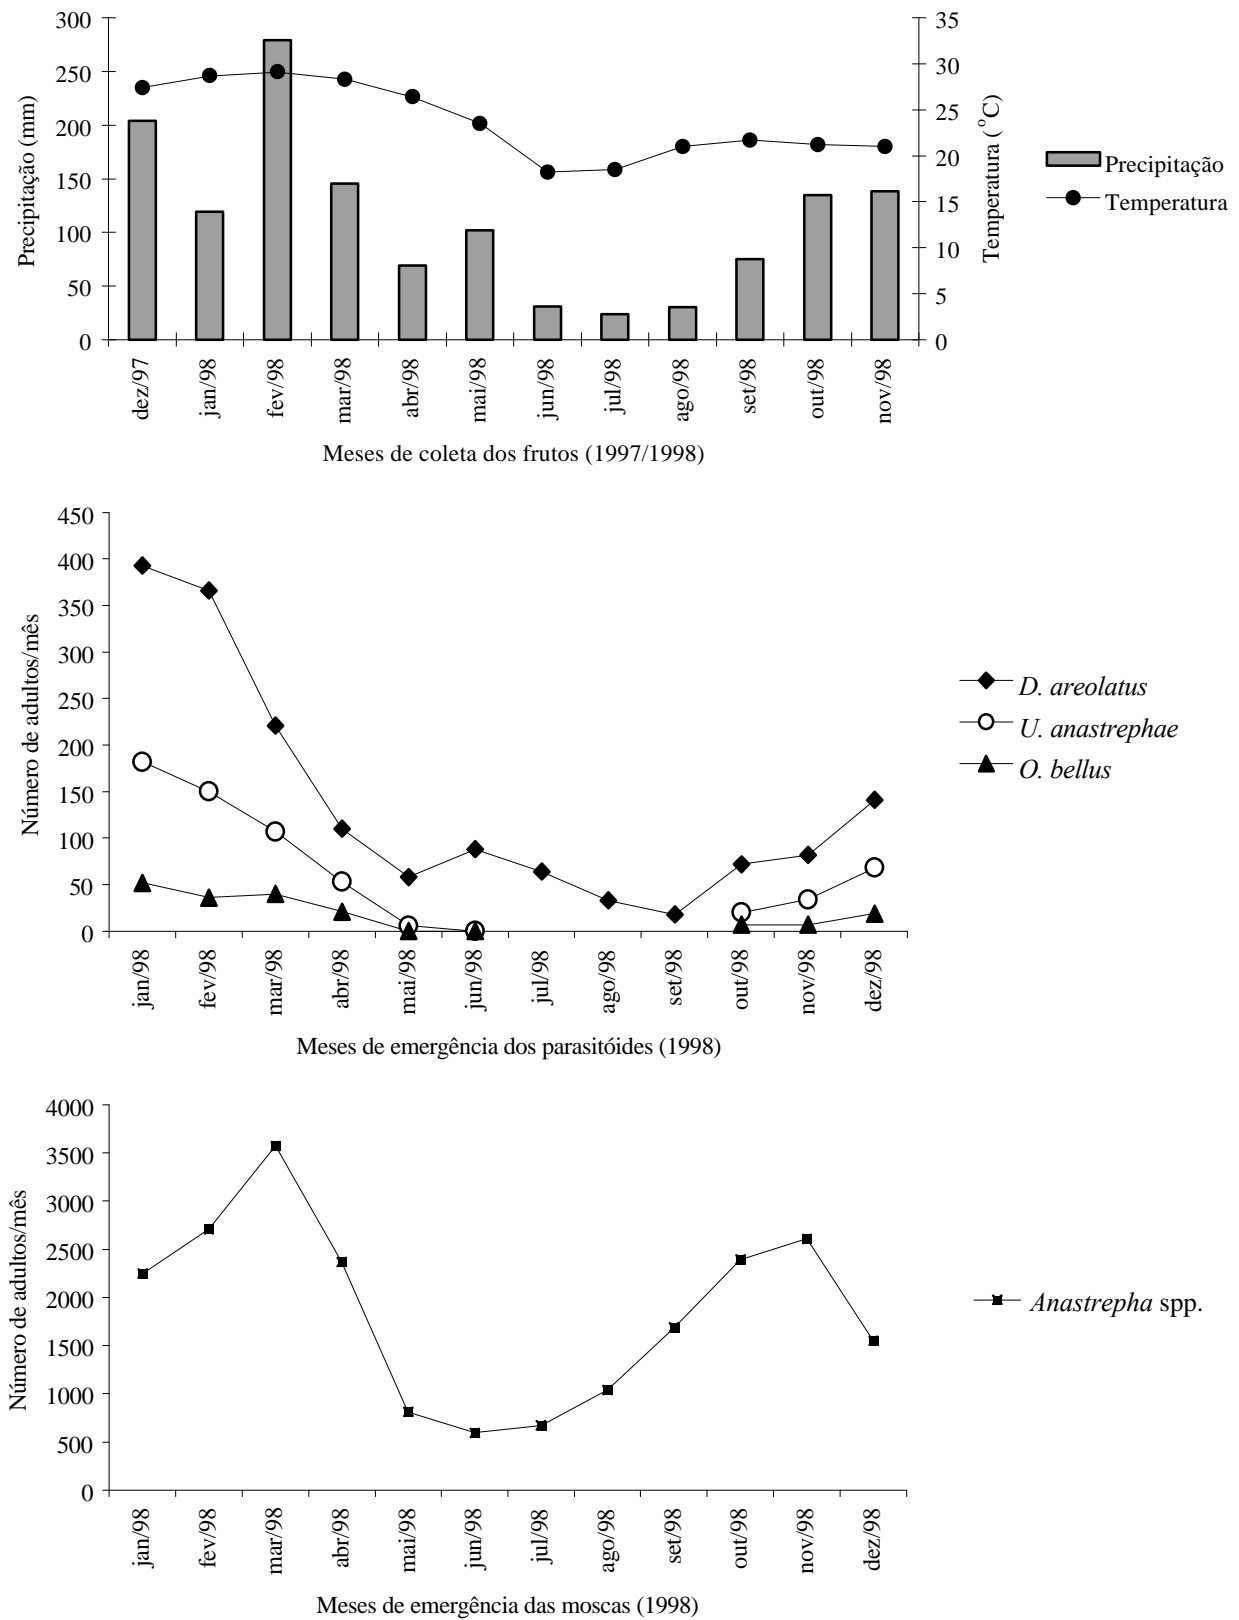 300
250
200
150
100
50
0
Precipitação (mm)
35
30
25
20
15
10
5
0
Temperatura ( °C)
Precipitação
Temperatura
dez/97
jan/98
fev/98
mar/98
abr/98
mai/98
jun/98
jul/98
ago/98
set/98
out/98
nov/98
Meses de coleta dos frutos (1997/1998)
450
400
350
300
250
200
150
100
50
0
Número de adultos/mês
D. areolatus
U. anastrephae
O. bellus
jan/98
fev/98
mar/98
abr/98
mai/98
jun/98
jul/98
ago/98
set/98
out/98
nov/98
dez/98
Meses de emergência dos parasitóides (1998)
4000
3500
3000
2500
2000
1500
1000
500
0
Número de adultos/mês
Anastrepha spp.
jan/98
fev/98
mar/98
abr/98
mai/98
jun/98
jul/98
ago/98
set/98
out/98
nov/98
dez/98
Meses de emergência das moscas (1998)